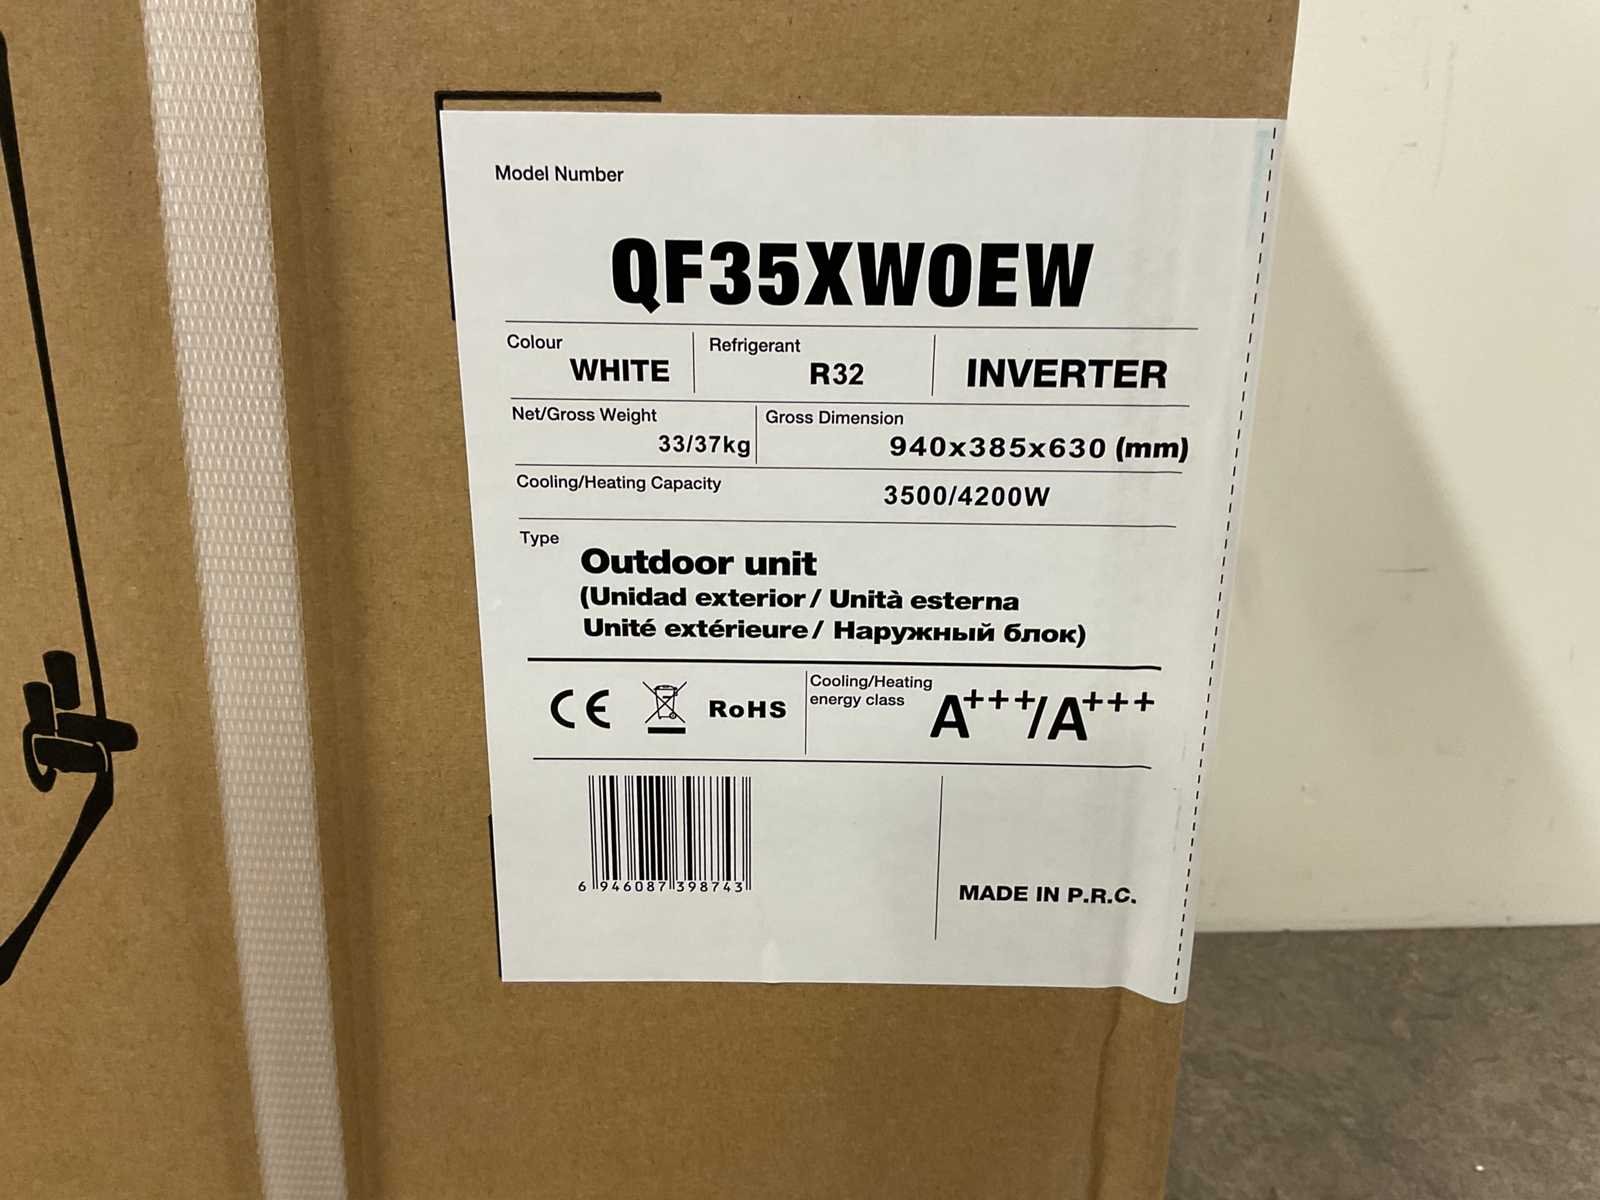 Model Number
QF35XW0EW
Colour WHITE Refrigerant R32 INVERTER
Net/Gross Weight 33/37kg Gross Dimension 940x385x630 (mm)
Cooling/Heating Capacity 3500/4200W
Type
Outdoor unit
(Unidad exterior / Unità esterna
Unité extérieure / Наружный блок)
CE RoHS Cooling/Heating energy class A+++/A+++
6 946087 398743
MADE IN P.R.C.